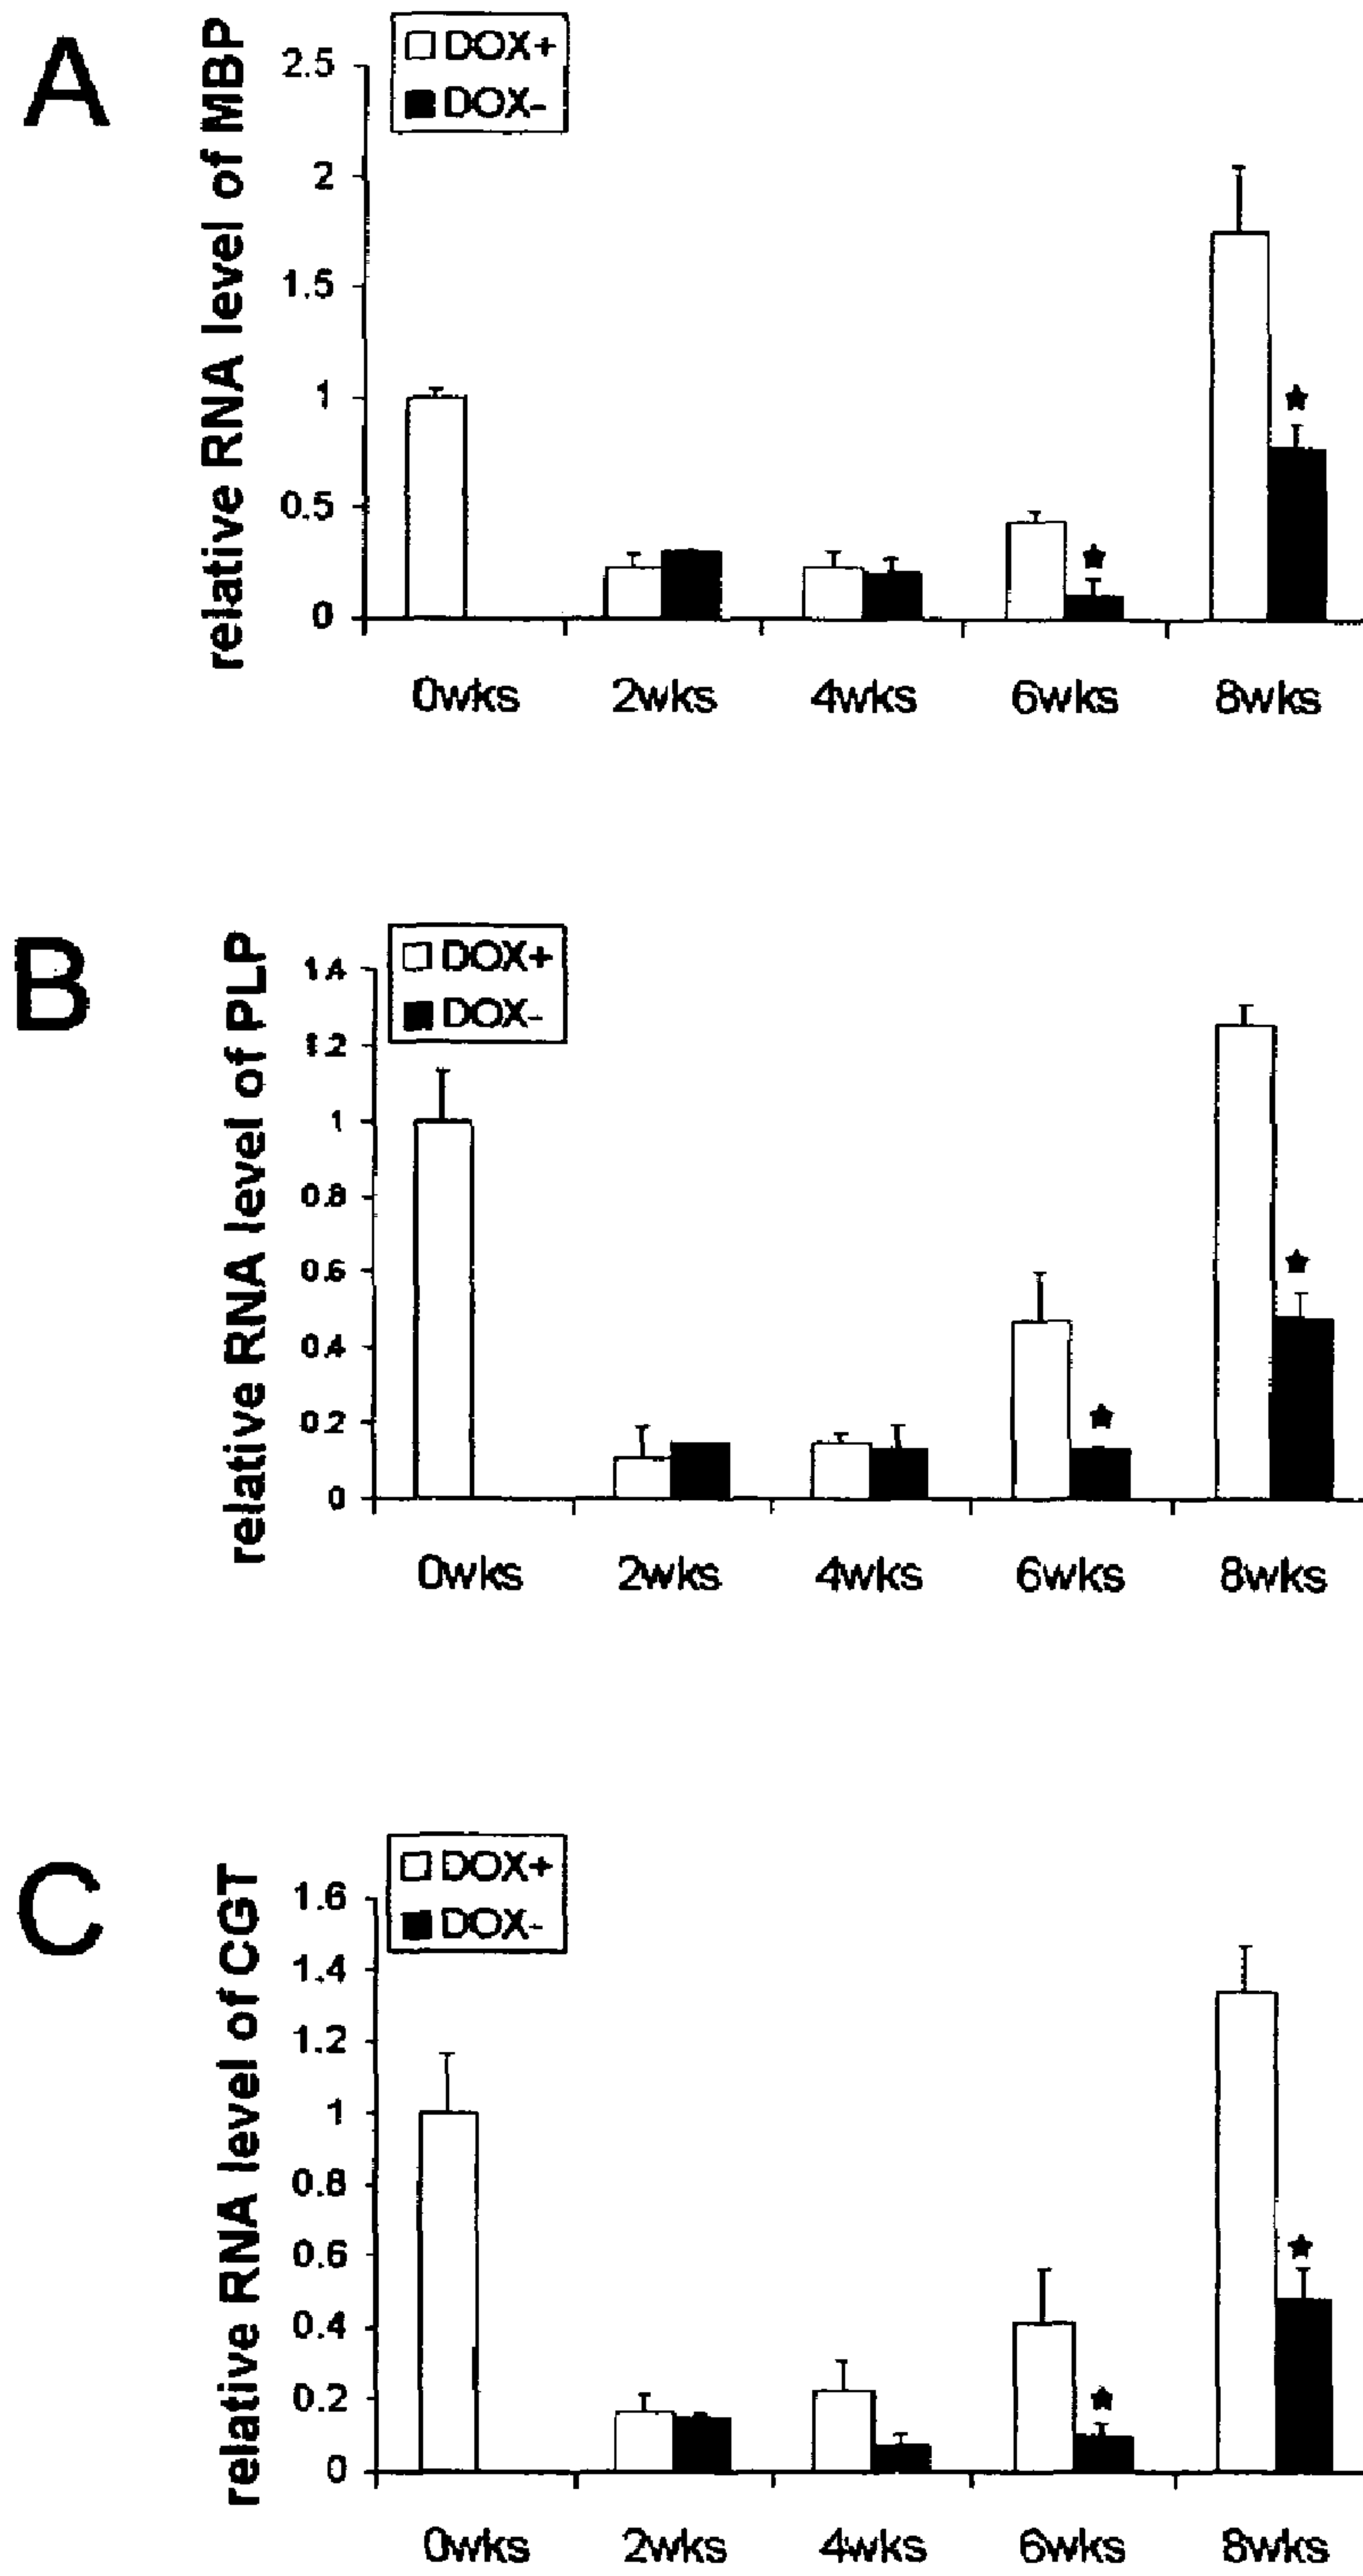 A
relative RNA level of MBP
DOX+
DOX-
2.5
2
1.5
1
0.5
0
0wks 2wks 4wks 6wks 8wks
B
relative RNA level of PLP
DOX+
DOX-
1.4
1.2
1
0.8
0.6
0.4
0.2
0
0wks 2wks 4wks 6wks 8wks
C
relative RNA level of CGT
DOX+
DOX-
1.6
1.4
1.2
1
0.8
0.6
0.4
0.2
0
0wks 2wks 4wks 6wks 8wks